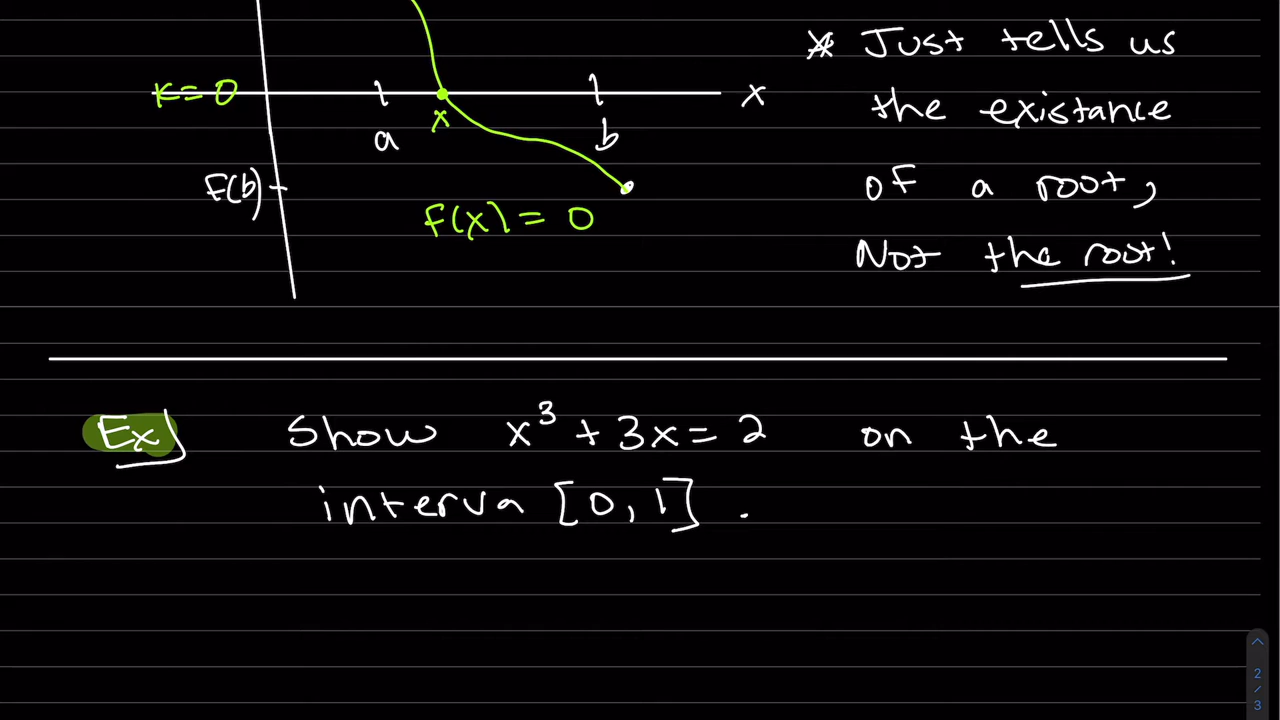 * Just tells us
k=0
x
the existance
x
a
b
F(b)
of a root,
F(x) = 0
Not the root!
Ex) Show x³ + 3x = 2 on the
interva [0, 1] .
2
/
3